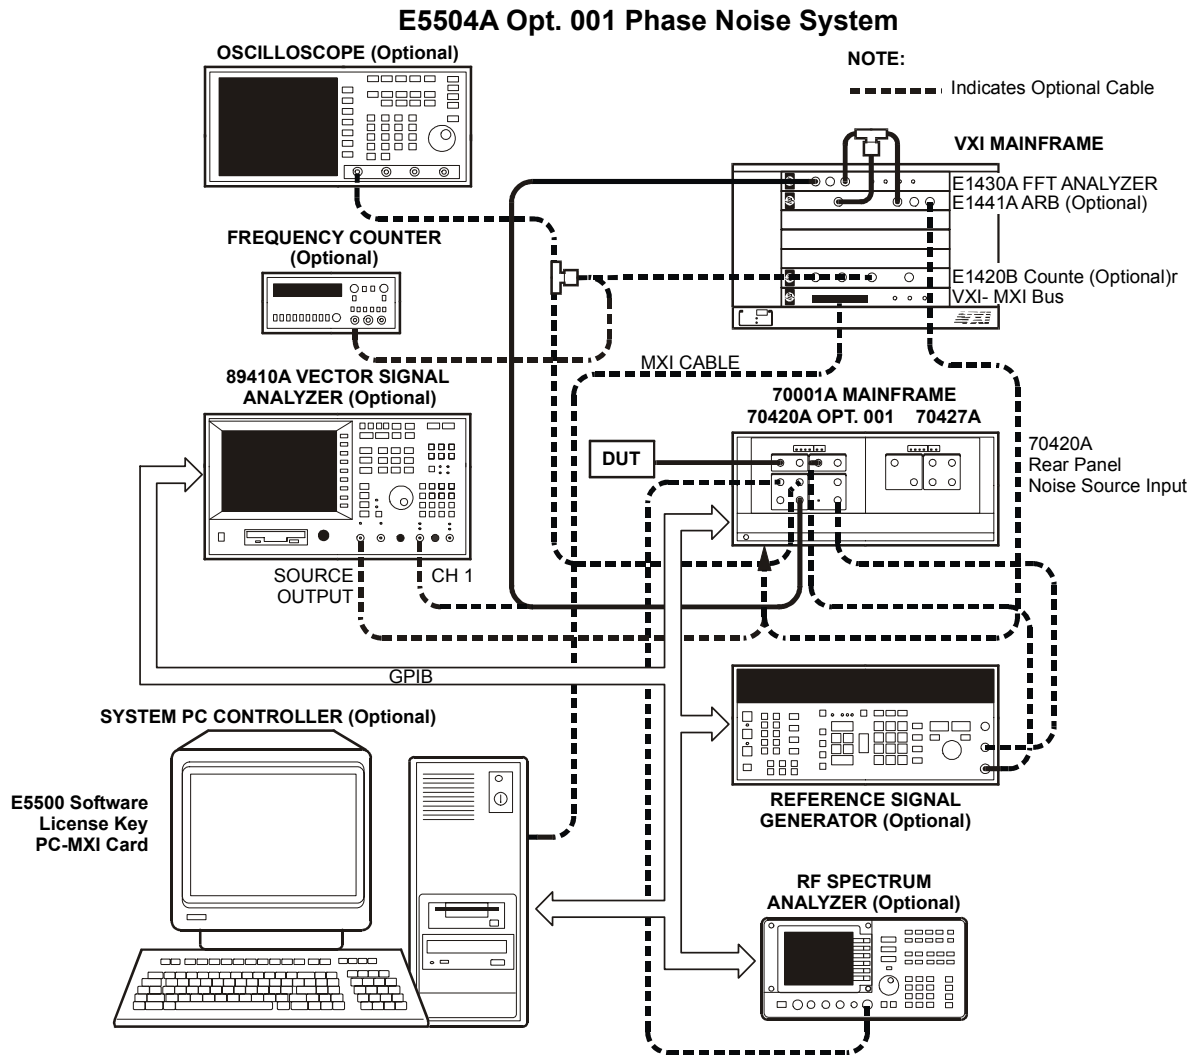 E5504A Opt. 001 Phase Noise System
OSCILLOSCOPE (Optional)
NOTE:
Indicates Optional Cable
VXI MAINFRAME
E1430A FFT ANALYZER
E1441A ARB (Optional)
FREQUENCY COUNTER
(Optional)
E1420B Counte (Optional)r
VXI- MXI Bus
VXI
MXI CABLE
89410A VECTOR SIGNAL
ANALYZER (Optional)
70001A MAINFRAME
70420A OPT. 001 70427A
DUT
70420A
Rear Panel
Noise Source Input
SOURCE
OUTPUT
CH 1
GPIB
SYSTEM PC CONTROLLER (Optional)
E5500 Software
License Key
PC-MXI Card
REFERENCE SIGNAL
GENERATOR (Optional)
RF SPECTRUM
ANALYZER (Optional)